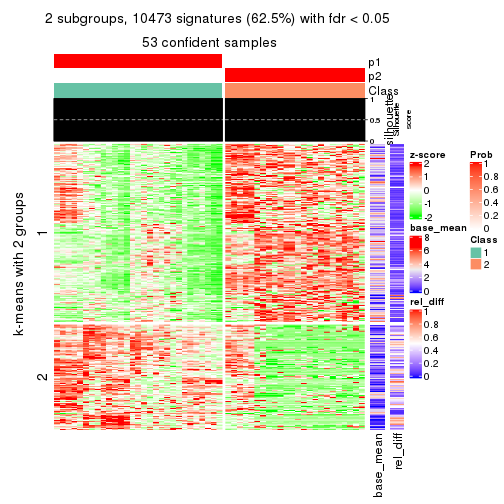 2 subgroups, 10473 signatures (62.5%) with fdr < 0.05
53 confident samples
p1
p2
Class
1
0.5
0
silhouette
Silhouette
score
k-means with 2 groups
1
2
z-score
2
1
0
-1
-2
base_mean
8
6
4
2
0
rel_diff
1
0.8
0.6
0.4
0.2
0
Prob
1
0.8
0.6
0.4
0.2
0
Class
1
2
base_mean
rel_diff